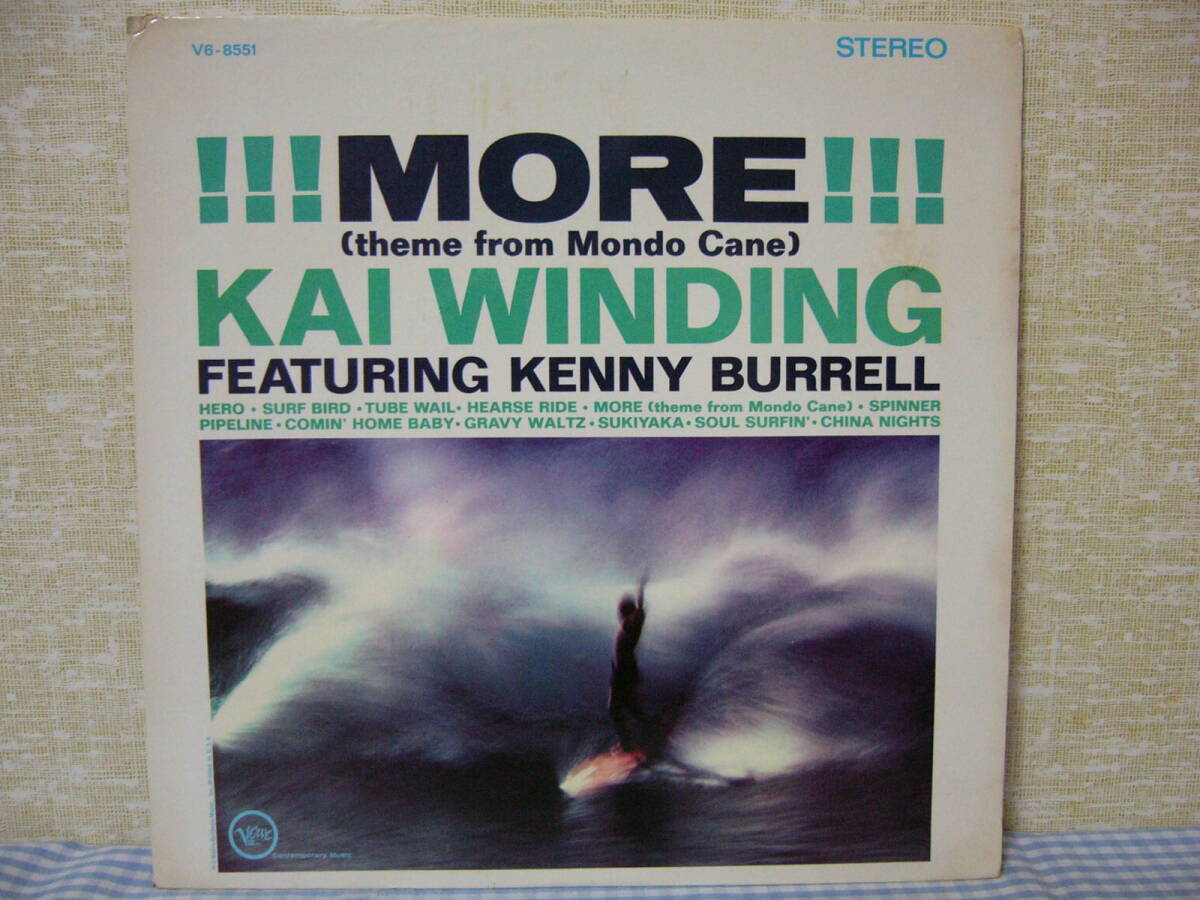 V6-8551
STEREO
!!!MORE!!!
(theme from Mondo Cane)
KAI WINDING
FEATURING KENNY BURRELL
HERO • SURF BIRD • TUBE WAIL • HEARSE RIDE • MORE (theme from Mondo Cane) • SPINNER
PIPELINE • COMIN' HOME BABY • GRAVY WALTZ • SUKIYAKA • SOUL SURFIN' • CHINA NIGHTS
Verve
Contemporary Music